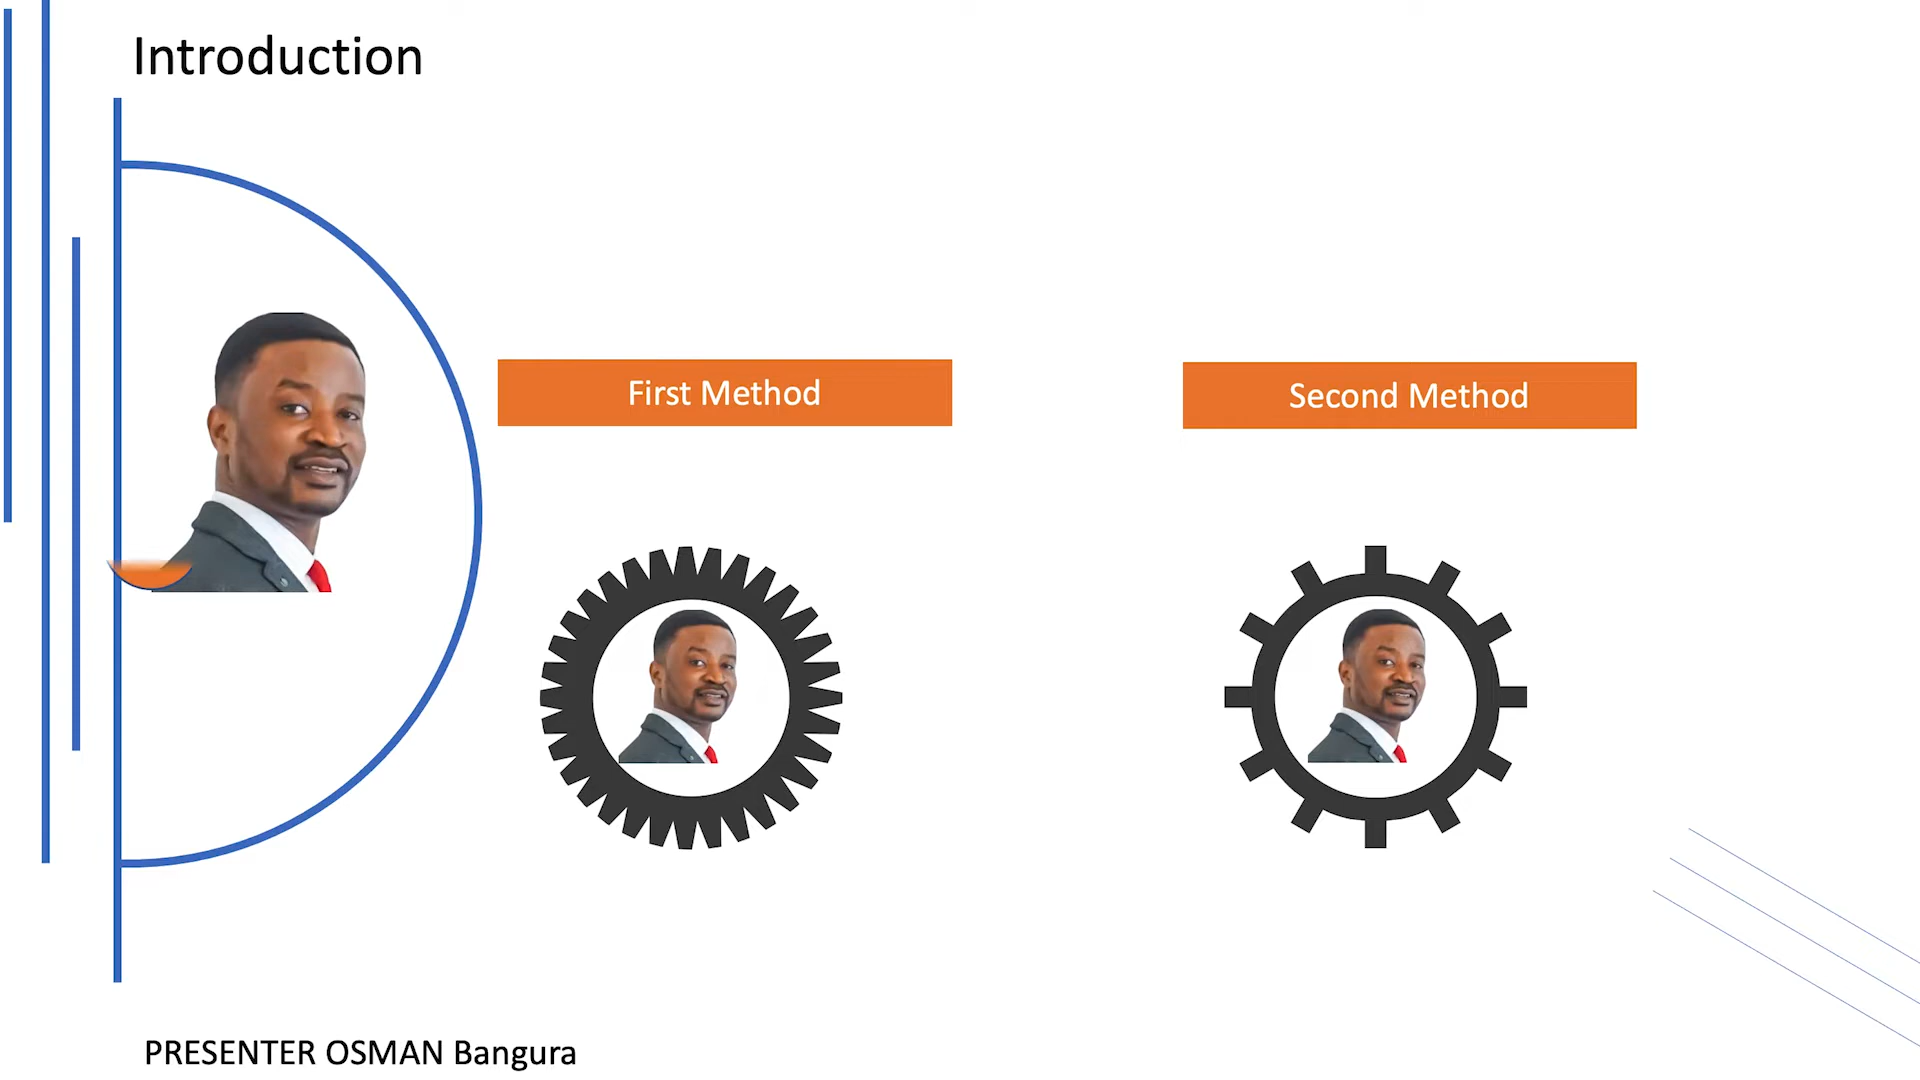 Introduction
First Method
Second Method
PRESENTER OSMAN Bangura